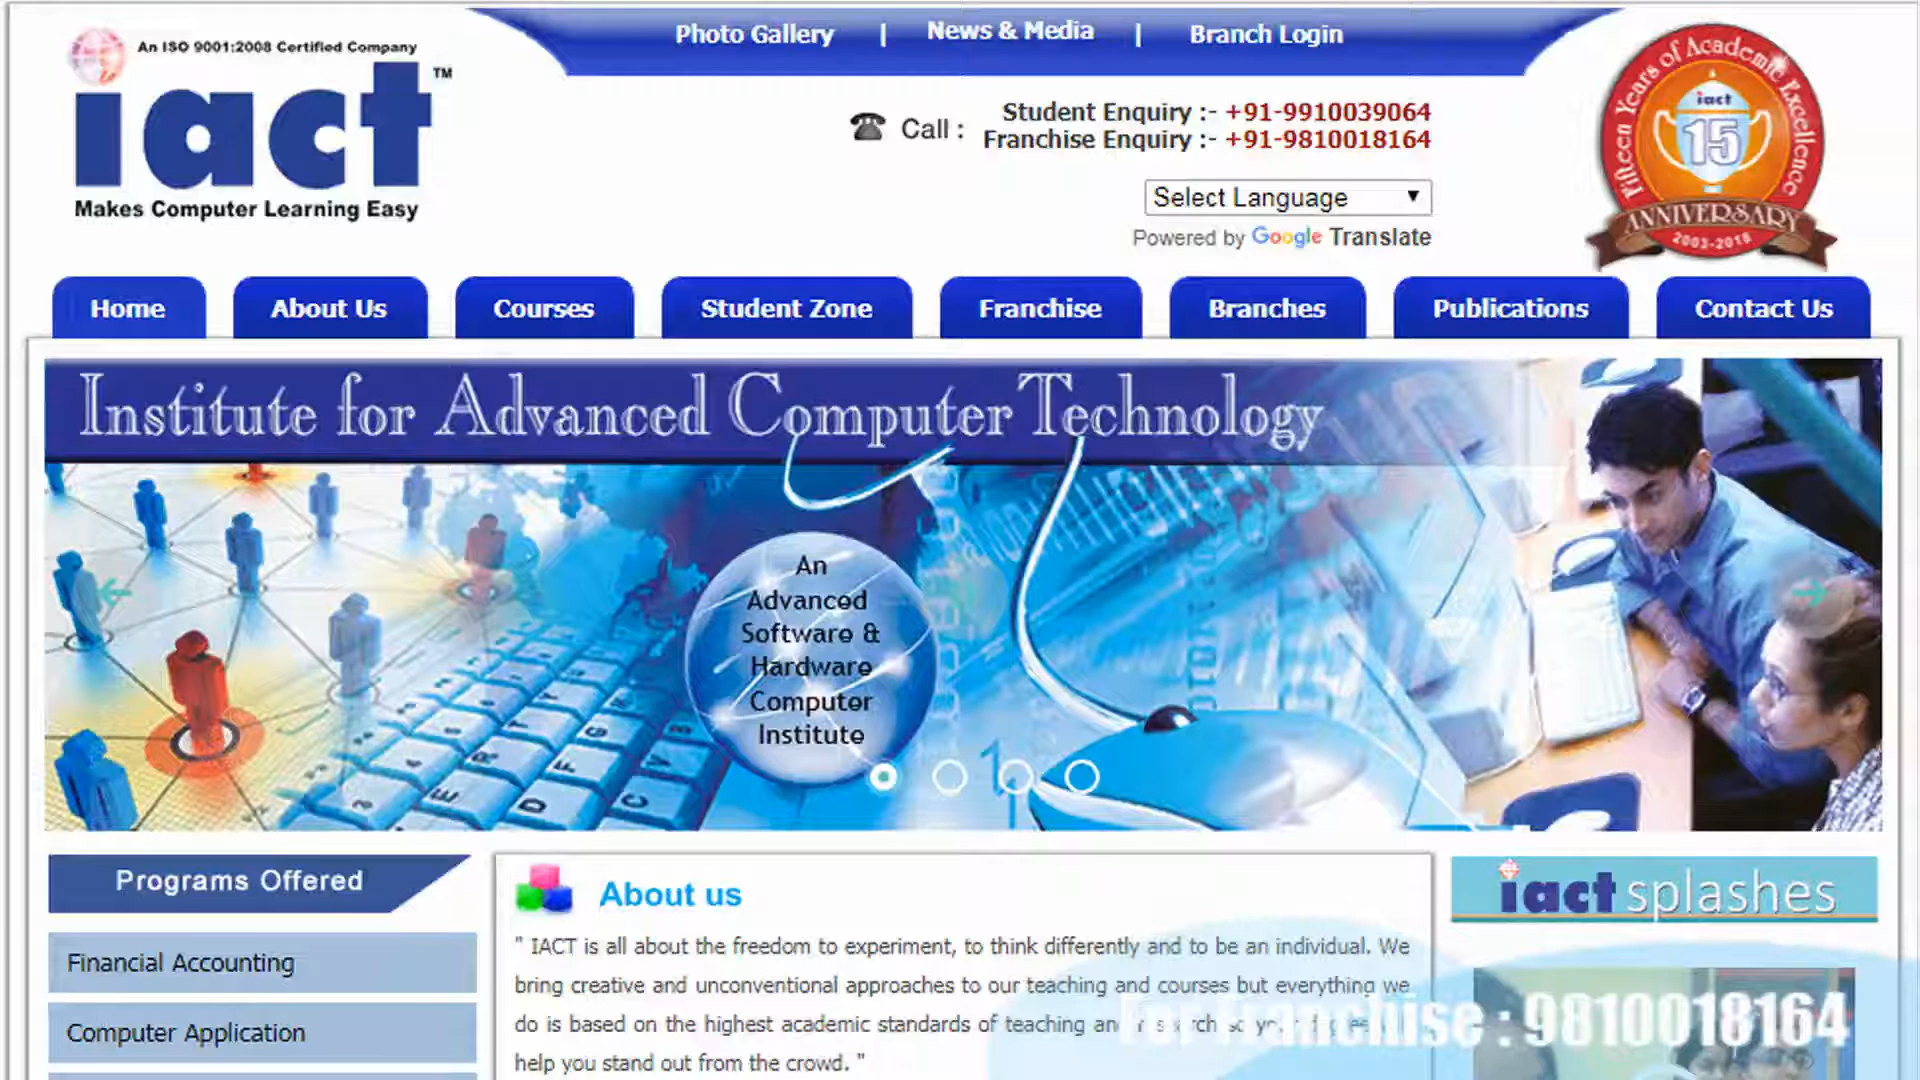 Photo Gallery | News & Media | Branch Login
An ISO 9001:2008 Certified Company
iact TM
Makes Computer Learning Easy
Call :
Student Enquiry :- +91-9910039064
Franchise Enquiry :- +91-9810018164
Select Language
Powered by Google Translate
Fifteen Years of Academic Excellence
iact
15
ANNIVERSARY
2003-2018
Home
About Us
Courses
Student Zone
Franchise
Branches
Publications
Contact Us
Institute for Advanced Computer Technology
An
Advanced
Software &
Hardware
Computer
Institute
Programs Offered
Financial Accounting
Computer Application
About us
" IACT is all about the freedom to experiment, to think differently and to be an individual. We
bring creative and unconventional approaches to our teaching and courses but everything we
do is based on the highest academic standards of teaching
help you stand out from the crowd. "
iact splashes
For Franchise : 9810018164